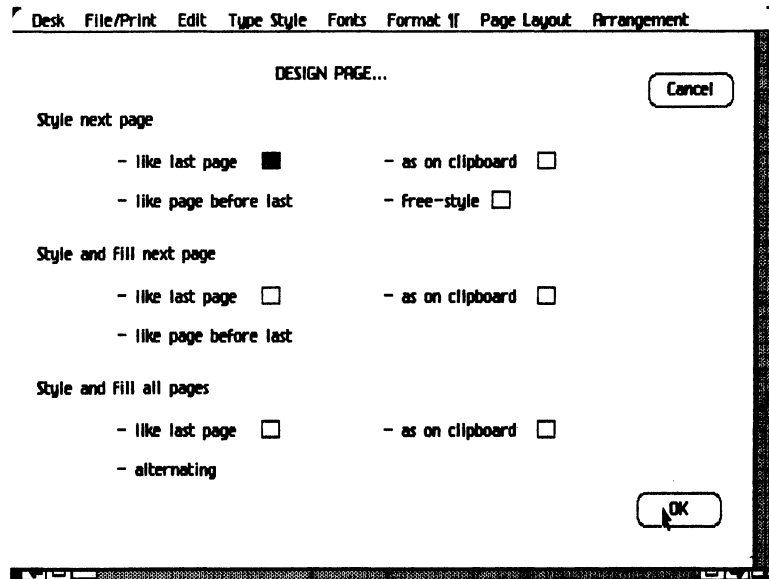 Desk File/Print Edit Type Style Fonts Format ¶ Page Layout Arrangement
DESIGN PAGE...
Cancel
Style next page
- like last page - as on clipboard
- like page before last - free-style
Style and fill next page
- like last page - as on clipboard
- like page before last
Style and fill all pages
- like last page - as on clipboard
- alternating
OK